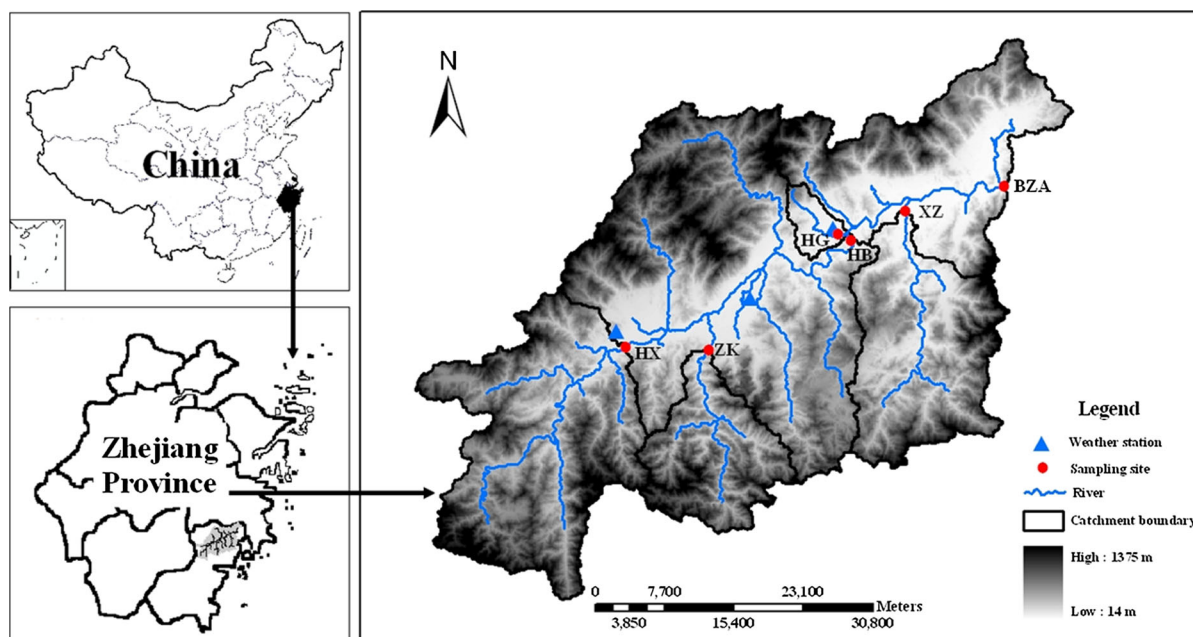 China
Zhejiang
Province
N
BZA
XZ
HG
HB
HX
ZK
Legend
Weather station
Sampling site
River
Catchment boundary
High : 1375 m
Low : 14 m
0 7,700 23,100
Meters
3,850 15,400 30,800